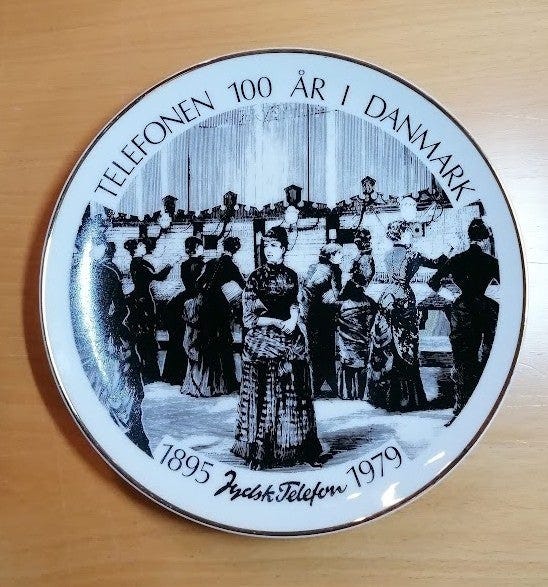 TELEFONEN 100 ÅR I DANMARK
1895 Jydsk Telefon 1979